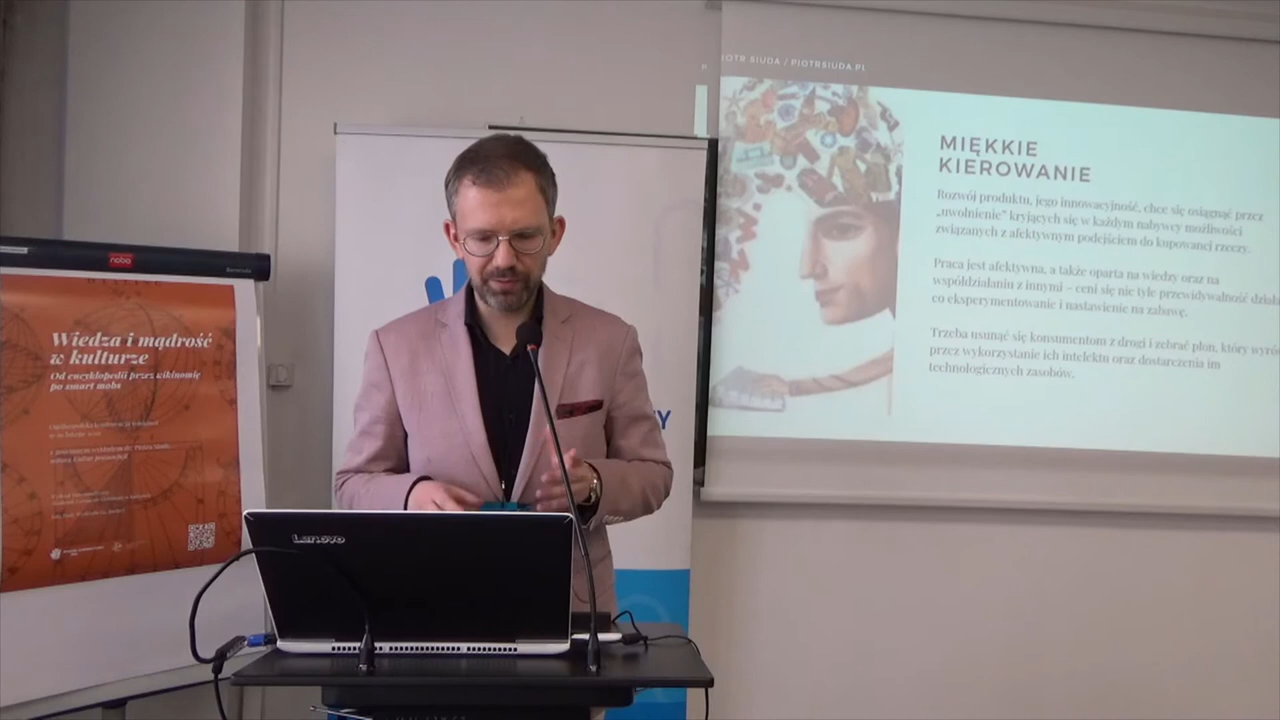 nobo
Wiedza i mądrość
w kulturze
Od encyklopedii przez wikinomię
po smart mobs
Lenovo
IOTR SIUDA / PIOTRSIUDA.PL
MIĘKKIE
KIEROWANIE
Rozwój produktu, jego innowacyjność, chce się osiągnąć przez
„uwolnienie” kryjących się w każdym nabywcy możliwości
związanych z afektywnym podejściem do kupowanej rzeczy.
Praca jest afektywna, a także oparta na wiedzy oraz na
współdziałaniu z innymi – ceni się nie tyle przewidywalność dział
co eksperymentowanie i nastawienie na zabawę.
Trzeba usunąć się konsumentom z drogi i zebrać plon, który wyró
przez wykorzystanie ich intelektu oraz dostarczenia im
technologicznych zasobów.